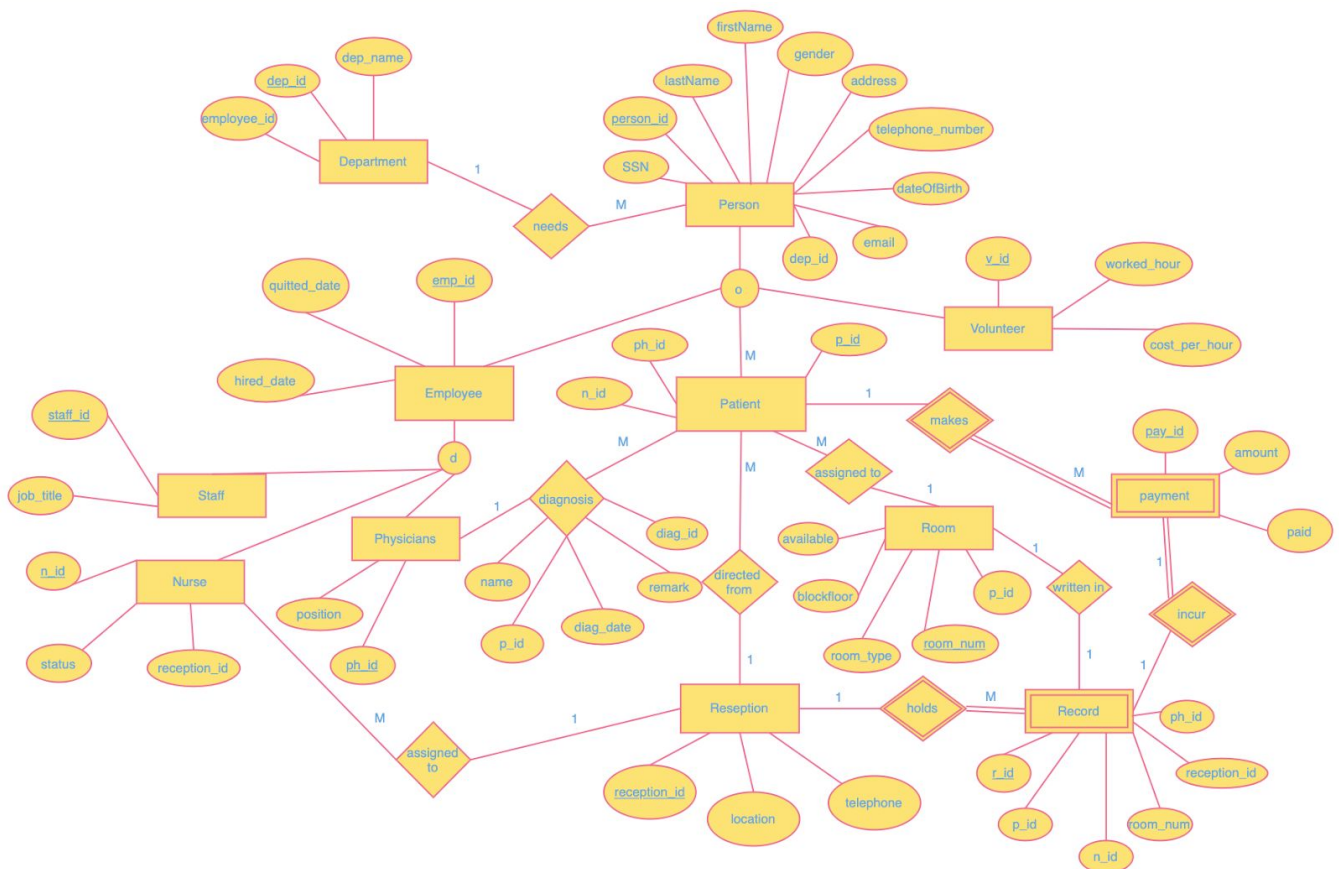 firstName
dep_name
gender
dep_id
lastName
address
employee_id
person_id
telephone_number
Department
SSN
1
dateOfBirth
Person
M
needs
email
dep_id
v_id
worked_hour
quitted_date
emp_id
o
Volunteer
ph_id
p_id
cost_per_hour
M
hired_date
n_id
Employee
Patient
1
staff_id
makes
pay_id
M
M
amount
d
assigned to
M
M
job_title
Staff
diagnosis
1
payment
1
Physicians
diag_id
available
Room
paid
1
1
n_id
Nurse
name
remark
directed
from
blockfloor
p_id
written in
incur
position
diag_date
status
reception_id
p_id
room_type
room_num
ph_id
1
1
1
1
M
M
1
Reseption
holds
Record
ph_id
assigned
to
r_id
reception_id
reception_id
telephone
location
p_id
room_num
n_id